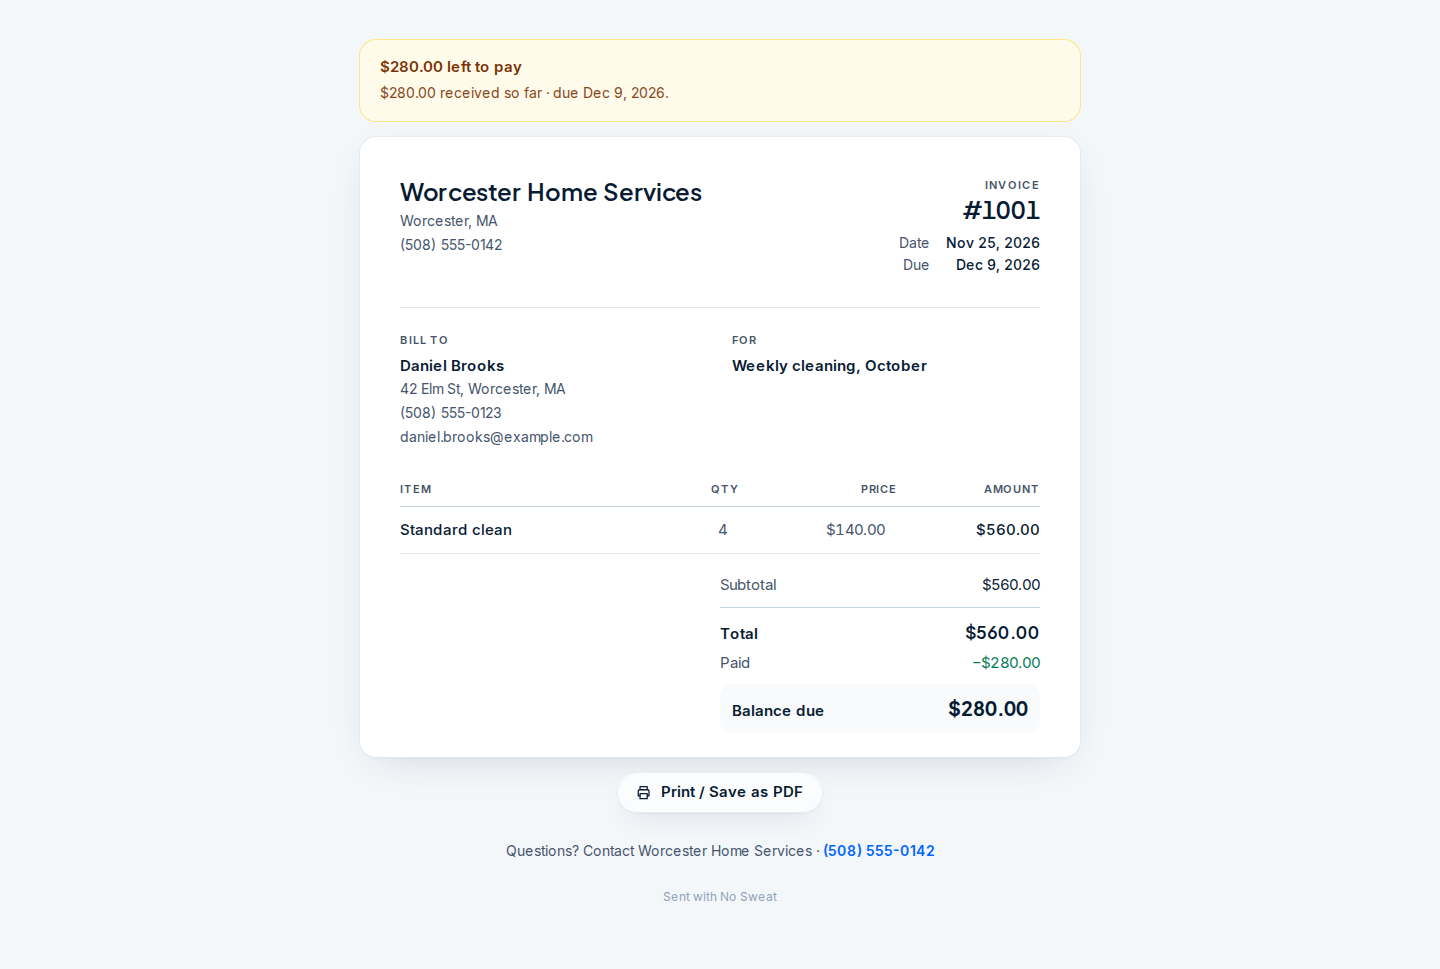 $280.00 left to pay
$280.00 received so far · due Dec 9, 2026.
Worcester Home Services
Worcester, MA
(508) 555-0142
INVOICE
#1001
Date Nov 25, 2026
Due Dec 9, 2026
BILL TO
Daniel Brooks
42 Elm St, Worcester, MA
(508) 555-0123
daniel.brooks@example.com
FOR
Weekly cleaning, October
ITEM QTY PRICE AMOUNT
Standard clean 4 $140.00 $560.00
Subtotal $560.00
Total $560.00
Paid −$280.00
Balance due $280.00
Print / Save as PDF
Questions? Contact Worcester Home Services · (508) 555-0142
Sent with No Sweat